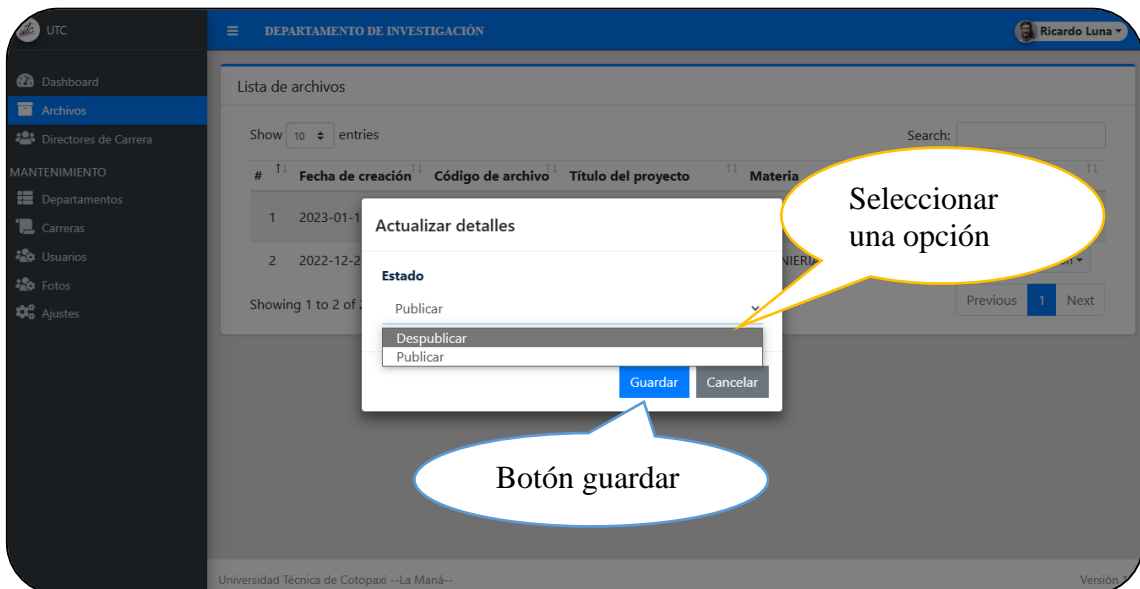 UTC
DEPARTAMENTO DE INVESTIGACIÓN
Ricardo Luna
Dashboard
Archivos
Directores de Carrera
MANTENIMIENTO
Departamentos
Carreras
Usuarios
Fotos
Ajustes
Lista de archivos
Show 10 entries
Search:
# Fecha de creación Código de archivo Título del proyecto Materia
1 2023-01-1
2 2022-12-2
Showing 1 to 2 of
Previous 1 Next
Actualizar detalles
Estado
Publicar
Despublicar
Publicar
Guardar Cancelar
Seleccionar
una opción
Botón guardar
Universidad Técnica de Cotopaxi --La Maná--
Versión